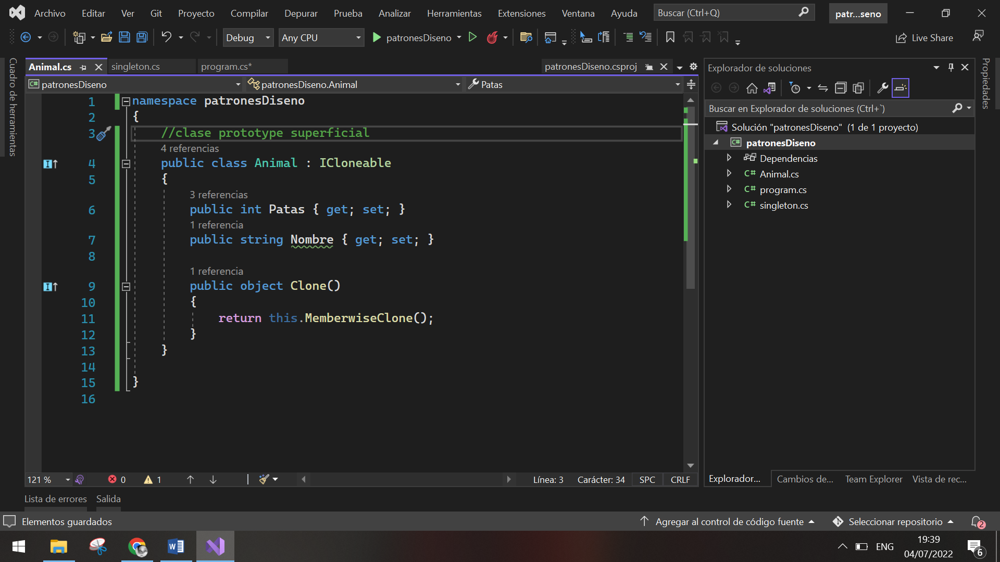 Archivo Editar Ver Git Proyecto Compilar Depurar Prueba Analizar Herramientas Extensiones Ventana Ayuda Buscar (Ctrl+Q) patr...seno
Debug Any CPU patronesDiseno Live Share
Cuadro de herramientas
Animal.cs singleton.cs program.cs* patronesDiseno.csproj
patronesDiseno patronesDiseno.Animal Patas
1 namespace patronesDiseno
2 {
3 //clase prototype superficial
4 referencias
4 public class Animal : ICloneable
5 {
3 referencias
6 public int Patas { get; set; }
1 referencia
7 public string Nombre { get; set; }
8
1 referencia
9 public object Clone()
10 {
11 return this.MemberwiseClone();
12 }
13 }
14
15 }
16
121 % 0 1 Línea: 3 Carácter: 34 SPC CRLF
Explorador de soluciones
Buscar en Explorador de soluciones (Ctrl+`)
Solución "patronesDiseno" (1 de 1 proyecto)
C# patronesDiseno
Dependencias
C# Animal.cs
C# program.cs
C# singleton.cs
Explorador... Cambios de... Team Explorer Vista de rec...
Propiedades
Lista de errores Salida
Elementos guardados Agregar al control de código fuente Seleccionar repositorio 2
ENG 19:39
04/07/2022 6